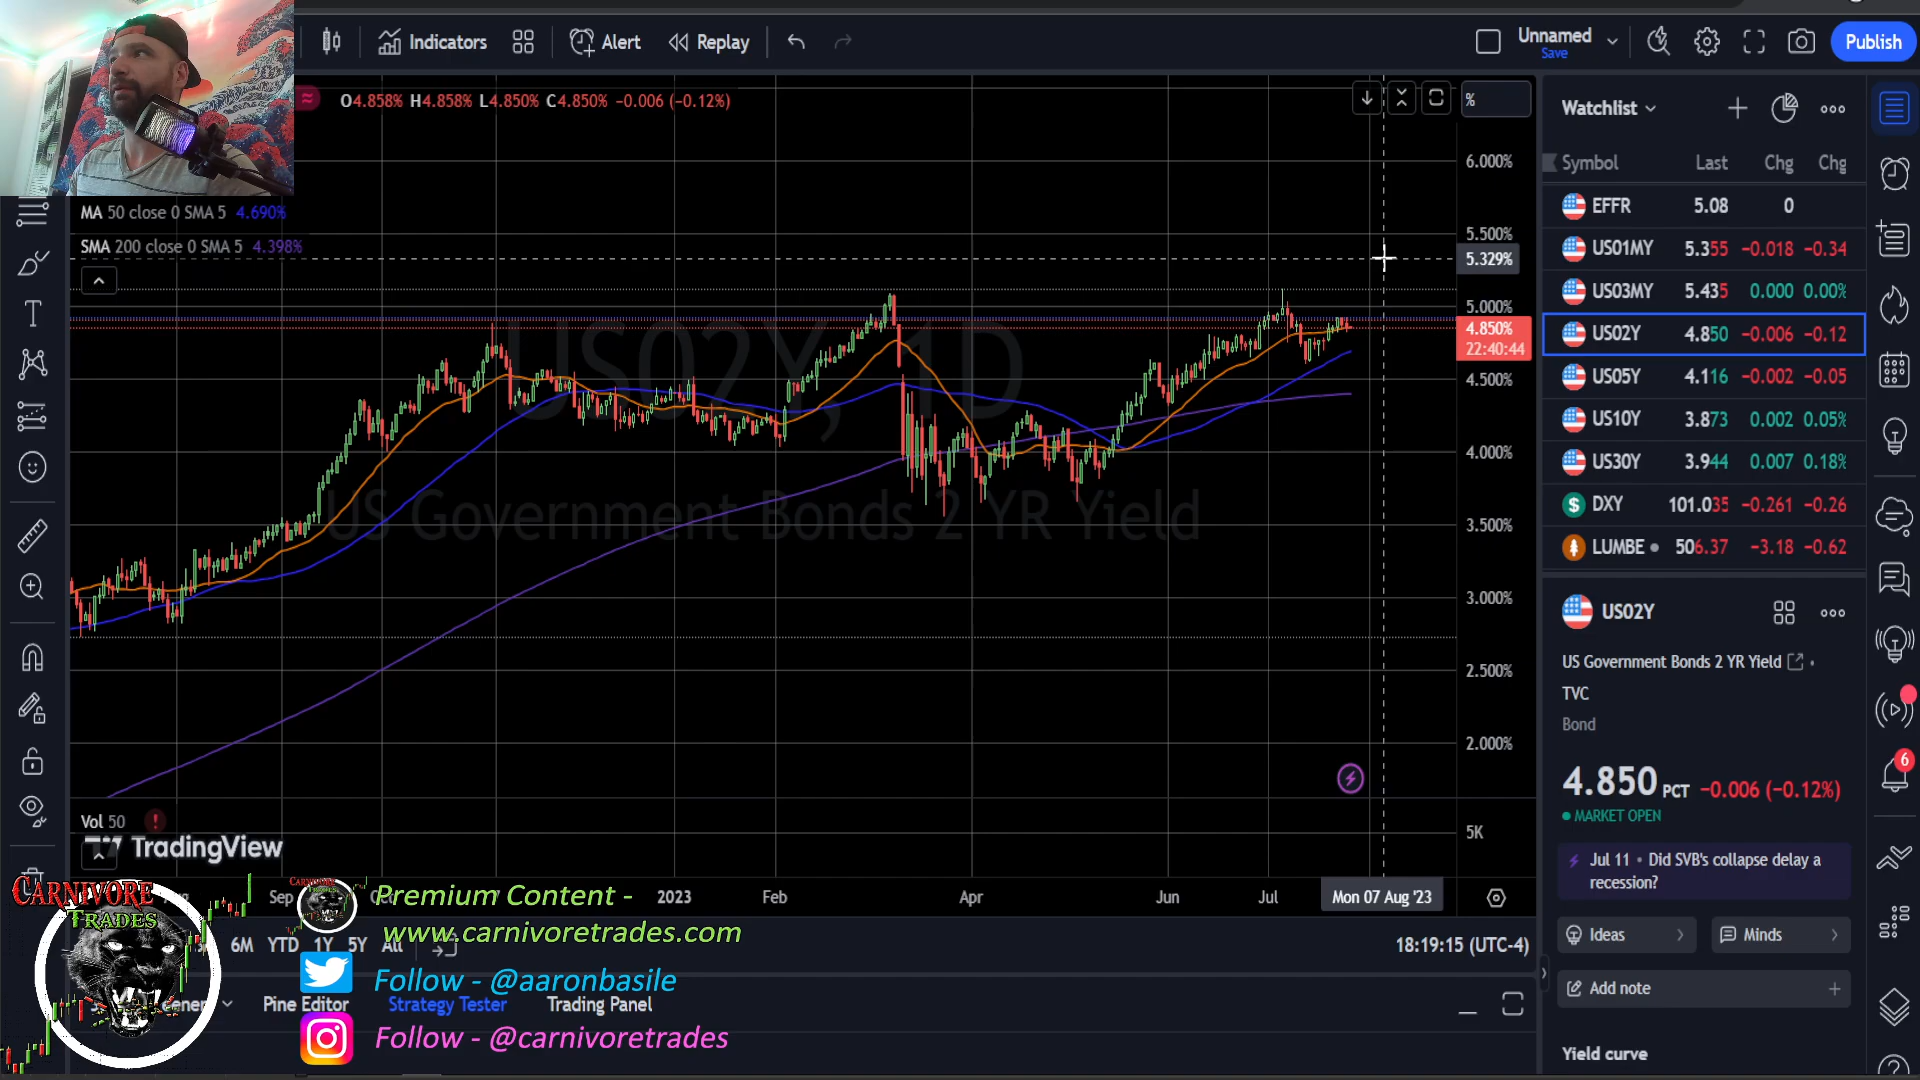 Indicators
Alert
Replay
Unnamed
Save
Publish
O4.858% H4.858% L4.850% C4.850% −0.006 (−0.12%)
%
MA 50 close 0 SMA 5 4.690%
SMA 200 close 0 SMA 5 4.398%
US02Y, 1D
US Government Bonds 2 YR Yield
6.000%
5.500%
5.329%
5.000%
4.850%
22:40:44
4.500%
4.000%
3.500%
3.000%
2.500%
2.000%
5K
Vol 50 !
TradingView
Sep
2023 Feb Apr Jun Jul Mon 07 Aug '23
6M YTD 1Y 5Y All
18:19:15 (UTC-4)
Pine Editor Strategy Tester Trading Panel
CARNIVORE
TRADES
Premium Content -
www.carnivoretrades.com
Follow - @aaronbasile
Follow - @carnivoretrades
Watchlist
Symbol Last Chg Chg
EFFR 5.08 0
US01MY 5.355 −0.018 −0.34
US03MY 5.435 0.000 0.00%
US02Y 4.850 −0.006 −0.12
US05Y 4.116 −0.002 −0.05
US10Y 3.873 0.002 0.05%
US30Y 3.944 0.007 0.18%
DXY 101.035 −0.261 −0.26
LUMBE 506.37 −3.18 −0.62
US02Y
US Government Bonds 2 YR Yield
TVC
Bond
4.850 PCT −0.006 (−0.12%)
MARKET OPEN
Jul 11 • Did SVB's collapse delay a
recession?
Ideas
Minds
Add note
Yield curve
6